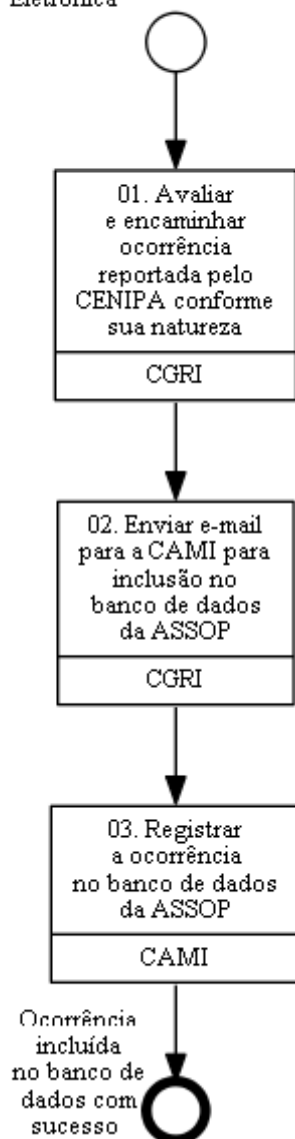 Eletrônica
01. Avaliar
e encaminhar
ocorrência
reportada pelo
CENIPA conforme
sua natureza
CGRI
02. Enviar e-mail
para a CAMI para
inclusão no
banco de dados
da ASSOP
CGRI
03. Registrar
a ocorrência
no banco de dados
da ASSOP
CAMI
Ocorrência
incluída
no banco de
dados com
sucesso